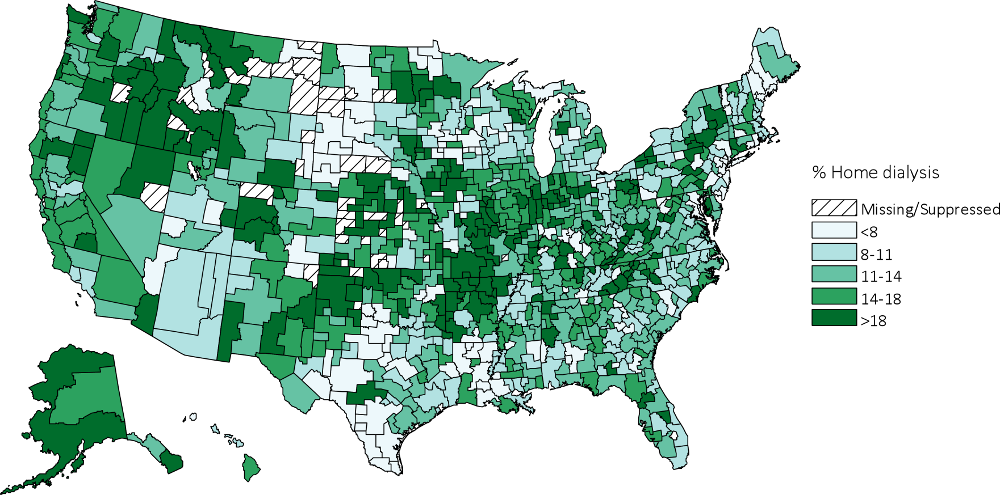 % Home dialysis
Missing/Suppressed
<8
8-11
11-14
14-18
>18